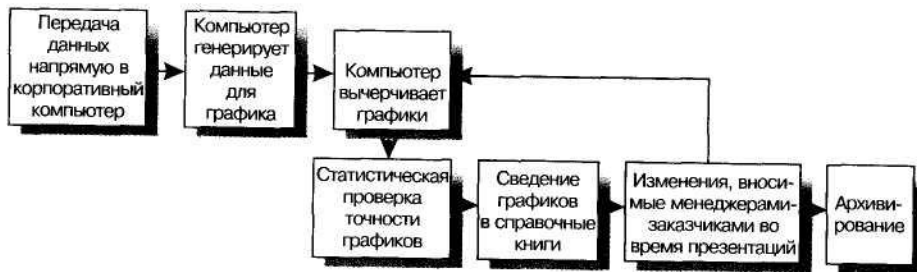 Передача
данных
напрямую в
корпоративный
компьютер
Компьютер
генерирует
данные
для
графика
Компьютер
вычерчивает
графики
Статистическая
проверка
точности
графиков
Сведение
графиков
в справочные
книги
Изменения, вноси-
мые менеджерами-
заказчиками во
время презентаций
Архиви-
рование